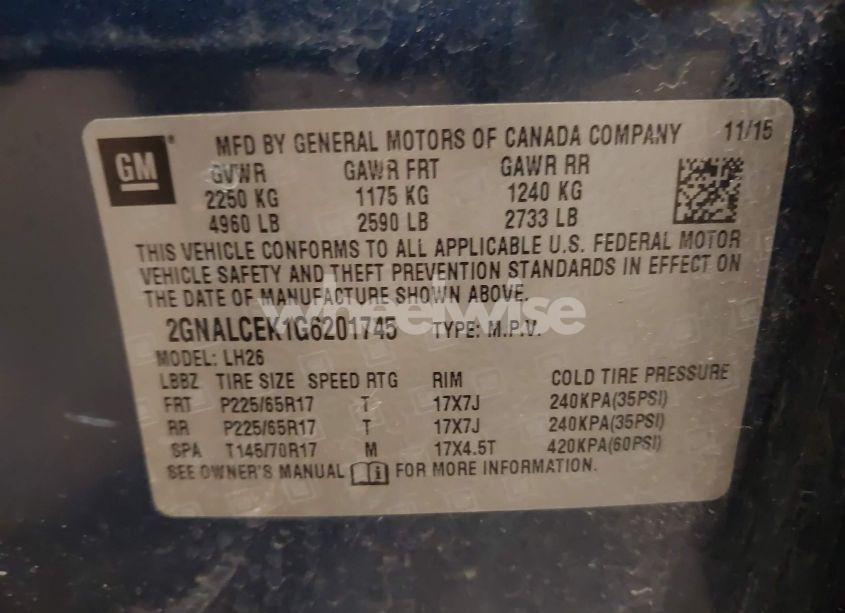 GM ® MFD BY GENERAL MOTORS OF CANADA COMPANY 11/15
GVWR GAWR FRT GAWR RR
2250 KG 1175 KG 1240 KG
4960 LB 2590 LB 2733 LB
THIS VEHICLE CONFORMS TO ALL APPLICABLE U.S. FEDERAL MOTOR
VEHICLE SAFETY AND THEFT PREVENTION STANDARDS IN EFFECT ON
THE DATE OF MANUFACTURE SHOWN ABOVE.
wheelwise
2GNALCEK1G6201745 TYPE: M.P.V.
MODEL: LH26
LBBZ TIRE SIZE SPEED RTG RIM COLD TIRE PRESSURE
FRT P225/65R17 T 17X7J 240KPA(35PSI)
RR P225/65R17 T 17X7J 240KPA(35PSI)
SPA T145/70R17 M 17X4.5T 420KPA(60PSI)
SEE OWNER'S MANUAL i FOR MORE INFORMATION.